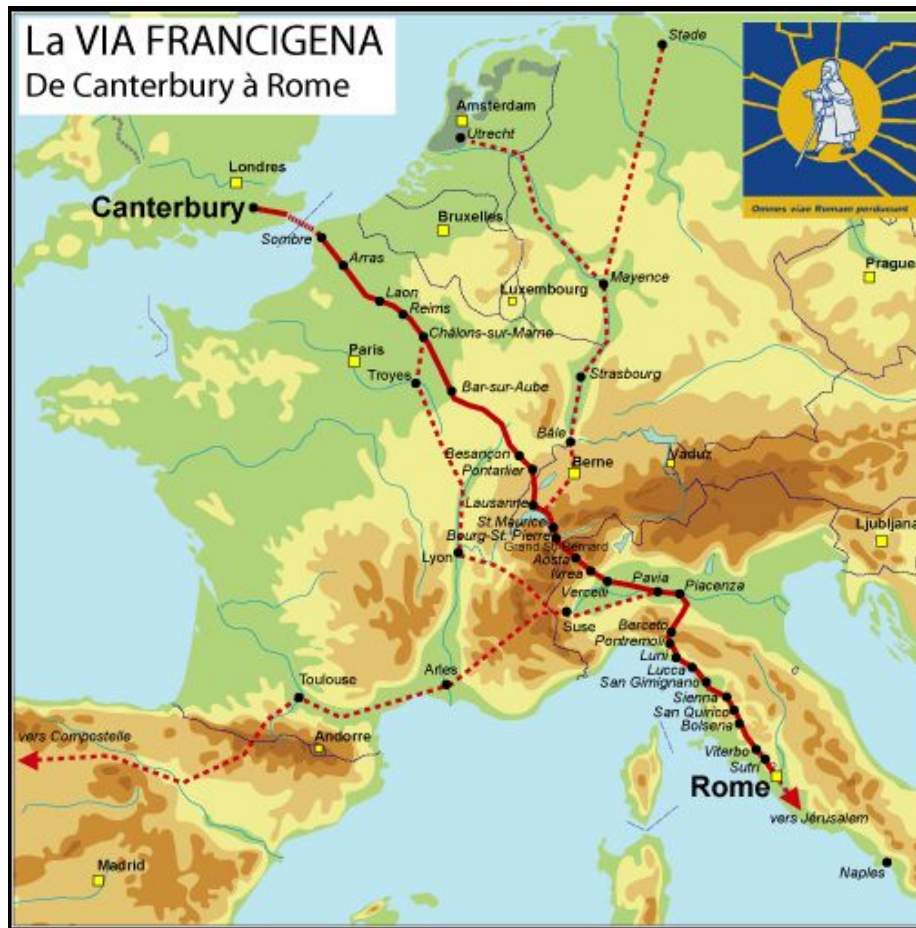 La VIA FRANCIGENA
De Canterbury à Rome
Stade
Amsterdam
Utrecht
Londres
Canterbury
Omnes viae Romam perducunt
Bruxelles
Sombre
Prague
Arras
Mayence
Luxembourg
Laon
Reims
Châlons-sur-Marne
Paris
Troyes
Strasbourg
Bar-sur-Aube
Bâle
Besançon
Berne
Vaduz
Pontarlier
Lausanne
St.Maurice
Ljubljana
Bourg-St.Pierre
Grand St.Bernard
Lyon
Aosta
Ivrea
Pavia
Vercelli
Piacenza
Suse
Berceto
Pontremoli
Luni
Arles
Lucca
Toulouse
San Gimignano
Sienna
San Quirico
vers Compostelle
Andorre
Bolsena
Viterbo
Sutri
Rome
vers Jérusalem
Madrid
Naples